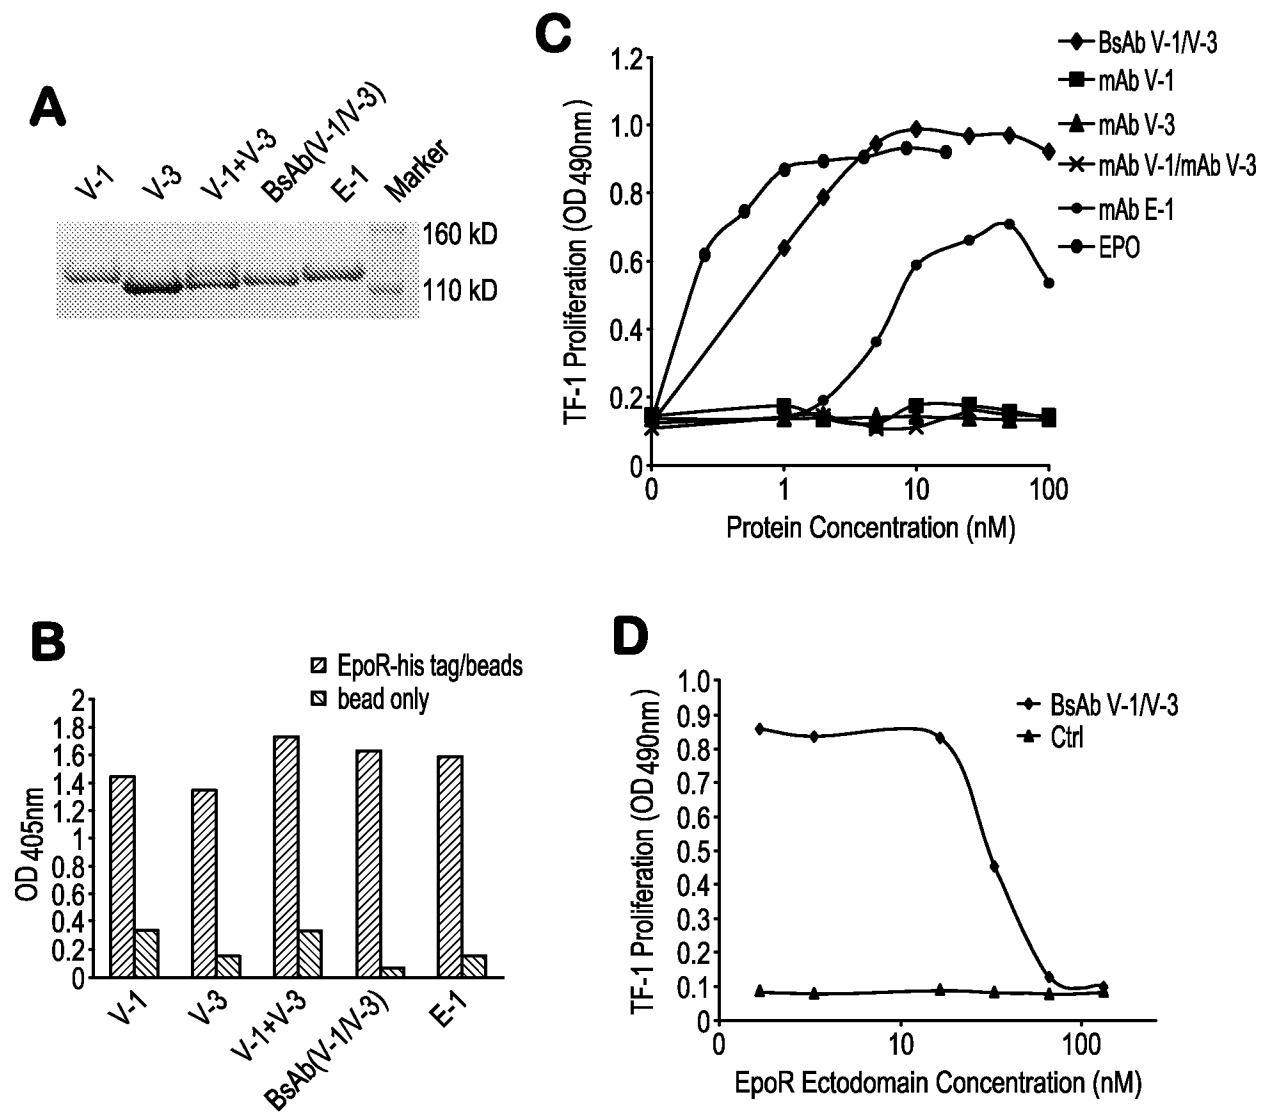 A
V-1
V-3
V-1+V-3
BsAb(V-1/V-3)
E-1
Marker
160 kD
110 kD
C
BsAb V-1/V-3
mAb V-1
mAb V-3
mAb V-1/mAb V-3
mAb E-1
EPO
TF-1 Proliferation (OD490nm)
1.2
1.0
0.8
0.6
0.4
0.2
0
0
1
10
100
Protein Concentration (nM)
B
EpoR-his tag/beads
bead only
OD405nm
2
1.8
1.6
1.4
1.2
1
0.8
0.6
0.4
0.2
0
V-1
V-3
V-1+V-3
BsAb(V-1/V-3)
E-1
D
BsAb V-1/V-3
Ctrl
TF-1 Proliferation (OD490nm)
1.0
0.9
0.8
0.7
0.6
0.5
0.4
0.3
0.2
0.1
0
0
10
100
EpoR Ectodomain Concentration (nM)